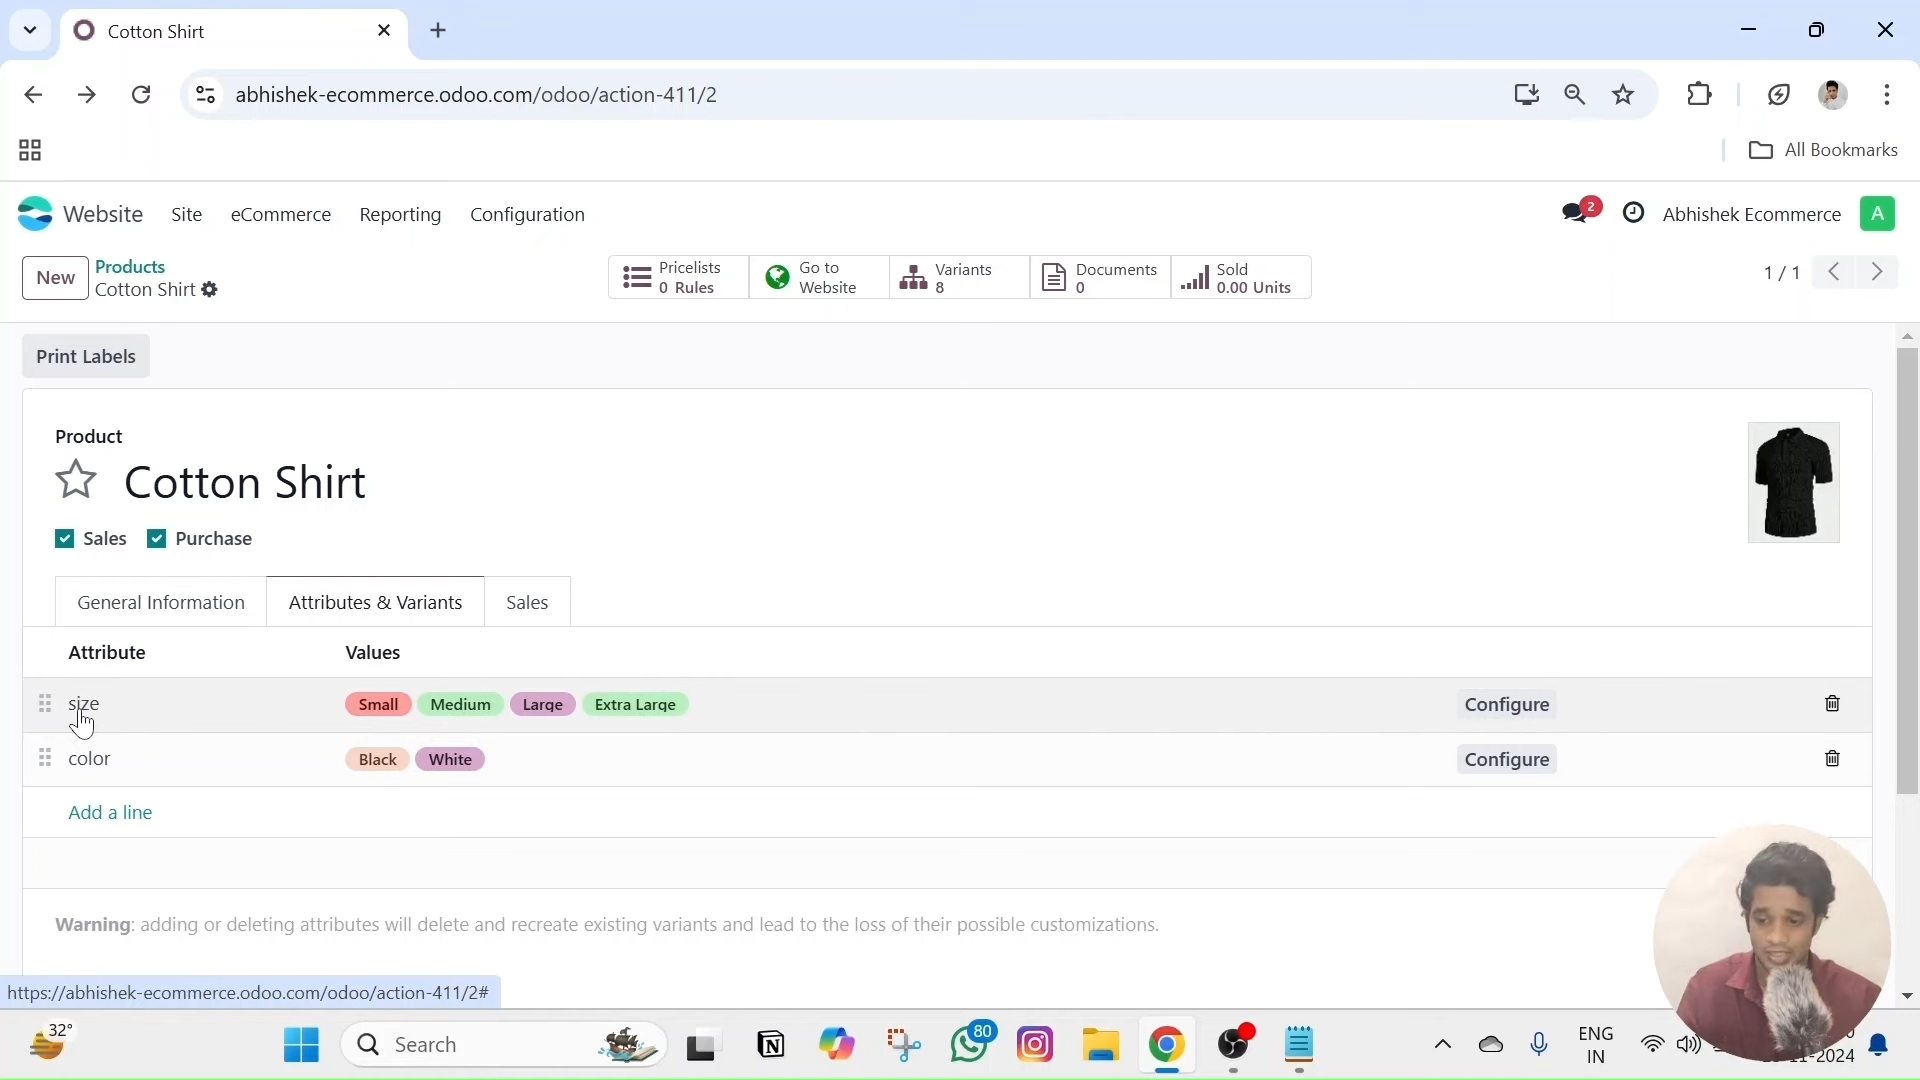 Cotton Shirt
abhishek-ecommerce.odoo.com/odoo/action-411/2
All Bookmarks
Website Site eCommerce Reporting Configuration
2
Abhishek Ecommerce A
New
Products
Cotton Shirt
Pricelists
0 Rules
Go to
Website
Variants
8
Documents
0
Sold
0.00 Units
1 / 1
Print Labels
Product
Cotton Shirt
Sales Purchase
General Information Attributes & Variants Sales
Attribute Values
size Small Medium Large Extra Large Configure
color Black White Configure
Add a line
Warning: adding or deleting attributes will delete and recreate existing variants and lead to the loss of their possible customizations.
https://abhishek-ecommerce.odoo.com/odoo/action-411/2#
32°
Search
80
ENG
IN
-2024